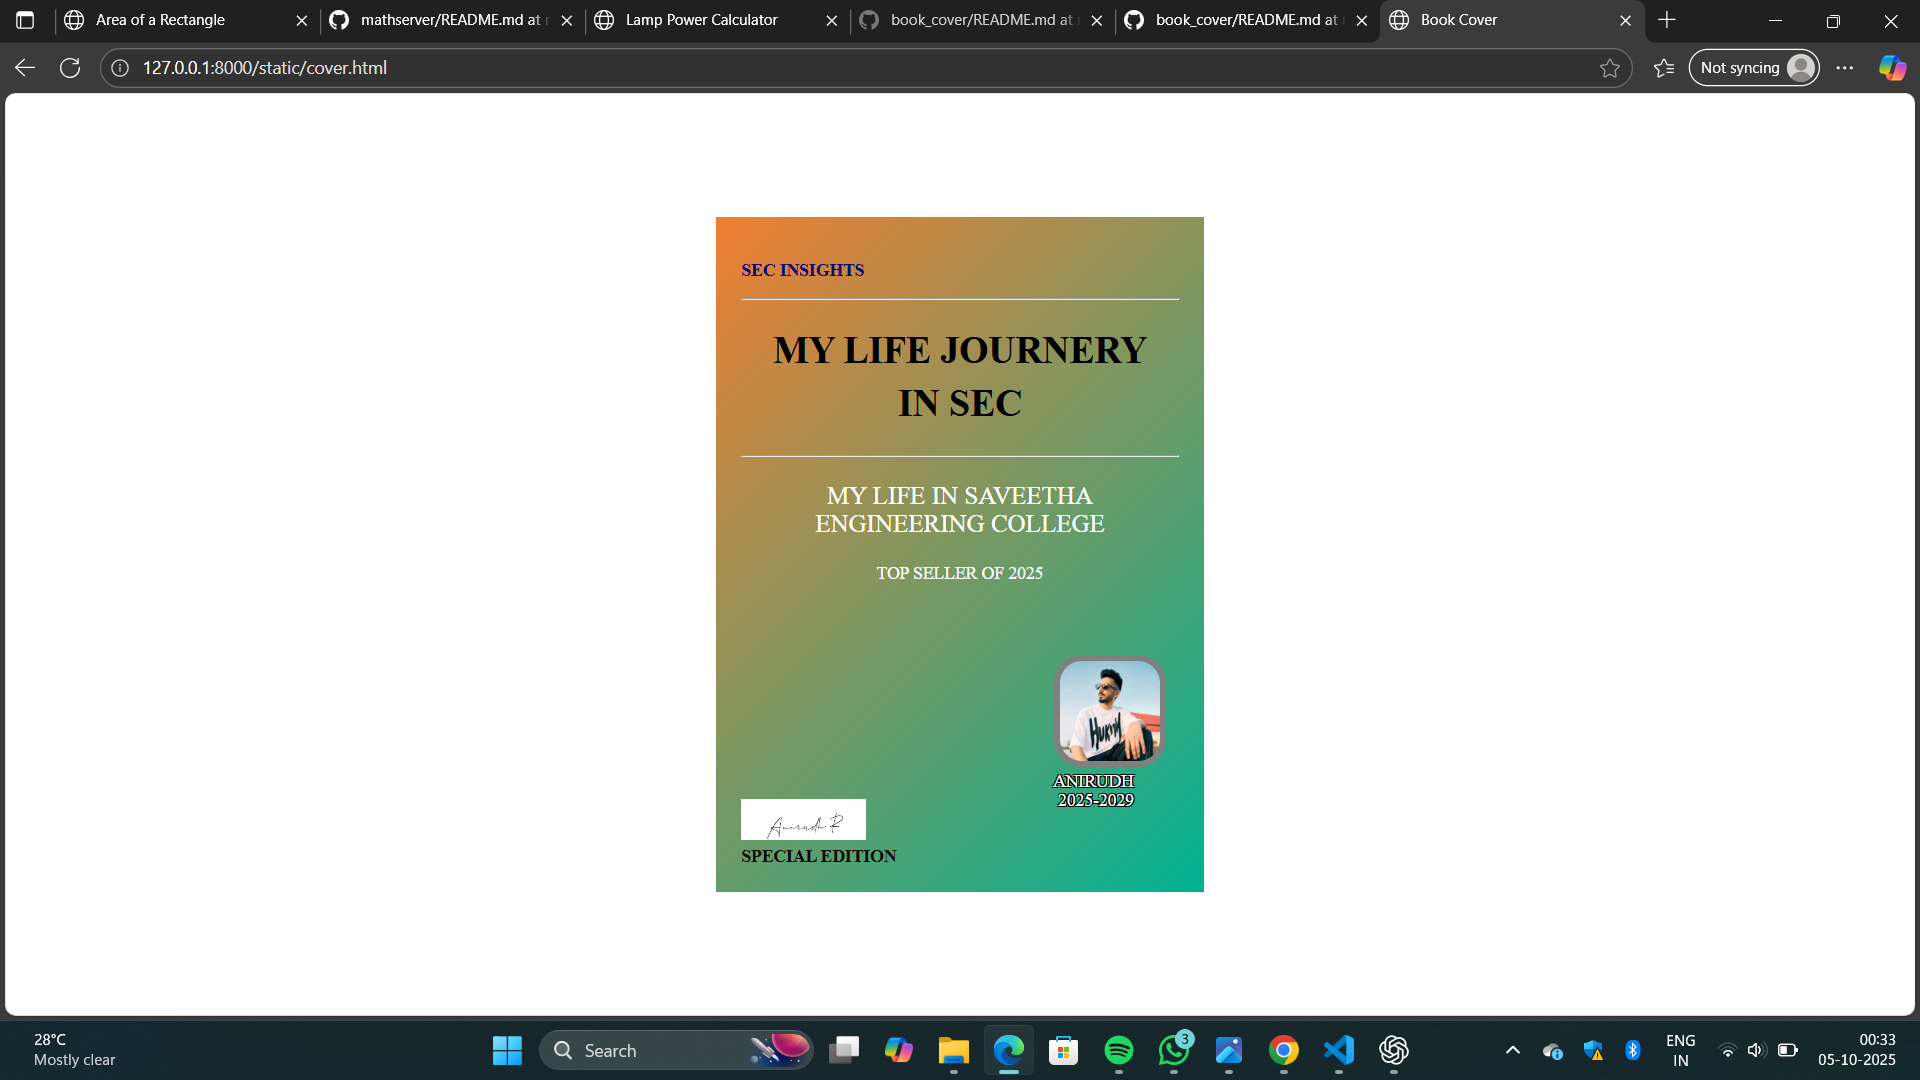 Area of a Rectangle
mathserver/README.md at
Lamp Power Calculator
book_cover/README.md at
book_cover/README.md at
Book Cover
127.0.0.1:8000/static/cover.html
Not syncing
SEC INSIGHTS
MY LIFE JOURNERY
IN SEC
MY LIFE IN SAVEETHA
ENGINEERING COLLEGE
TOP SELLER OF 2025
HUKUM
ANIRUDH
2025-2029
Anirudh R
SPECIAL EDITION
28°C
Mostly clear
Search
3
ENG
IN
00:33
05-10-2025